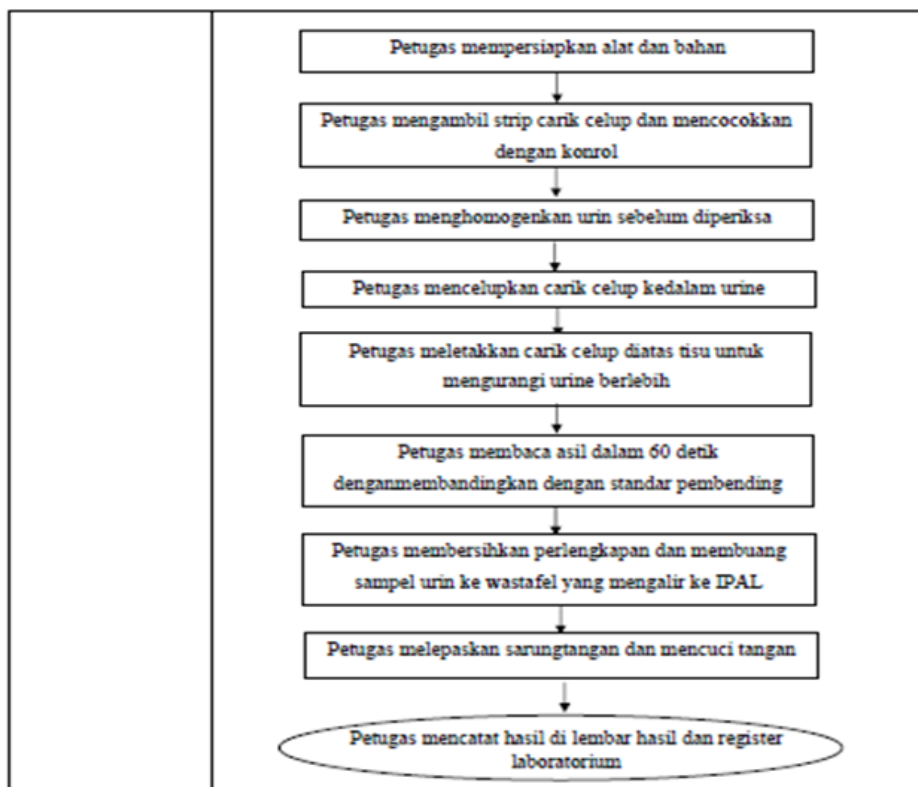 Petugas mempersiapkan alat dan bahan
Petugas mengambil strip carik celup dan mencocokkan
dengan konrol
Petugas menghomogenkan urin sebelum diperiksa
Petugas mencelupkan carik celup kedalam urine
Petugas meletakkan carik celup diatas tisu untuk
mengurangi urine berlebih
Petugas membaca asil dalam 60 detik
denganmembandingkan dengan standar pembending
Petugas membersihkan perlengkapan dan membuang
sampel urin ke wastafel yang mengalir ke IPAL
Petugas melepaskan sarungtangan dan mencuci tangan
Petugas mencatat hasil di lembar hasil dan register
laboratorium